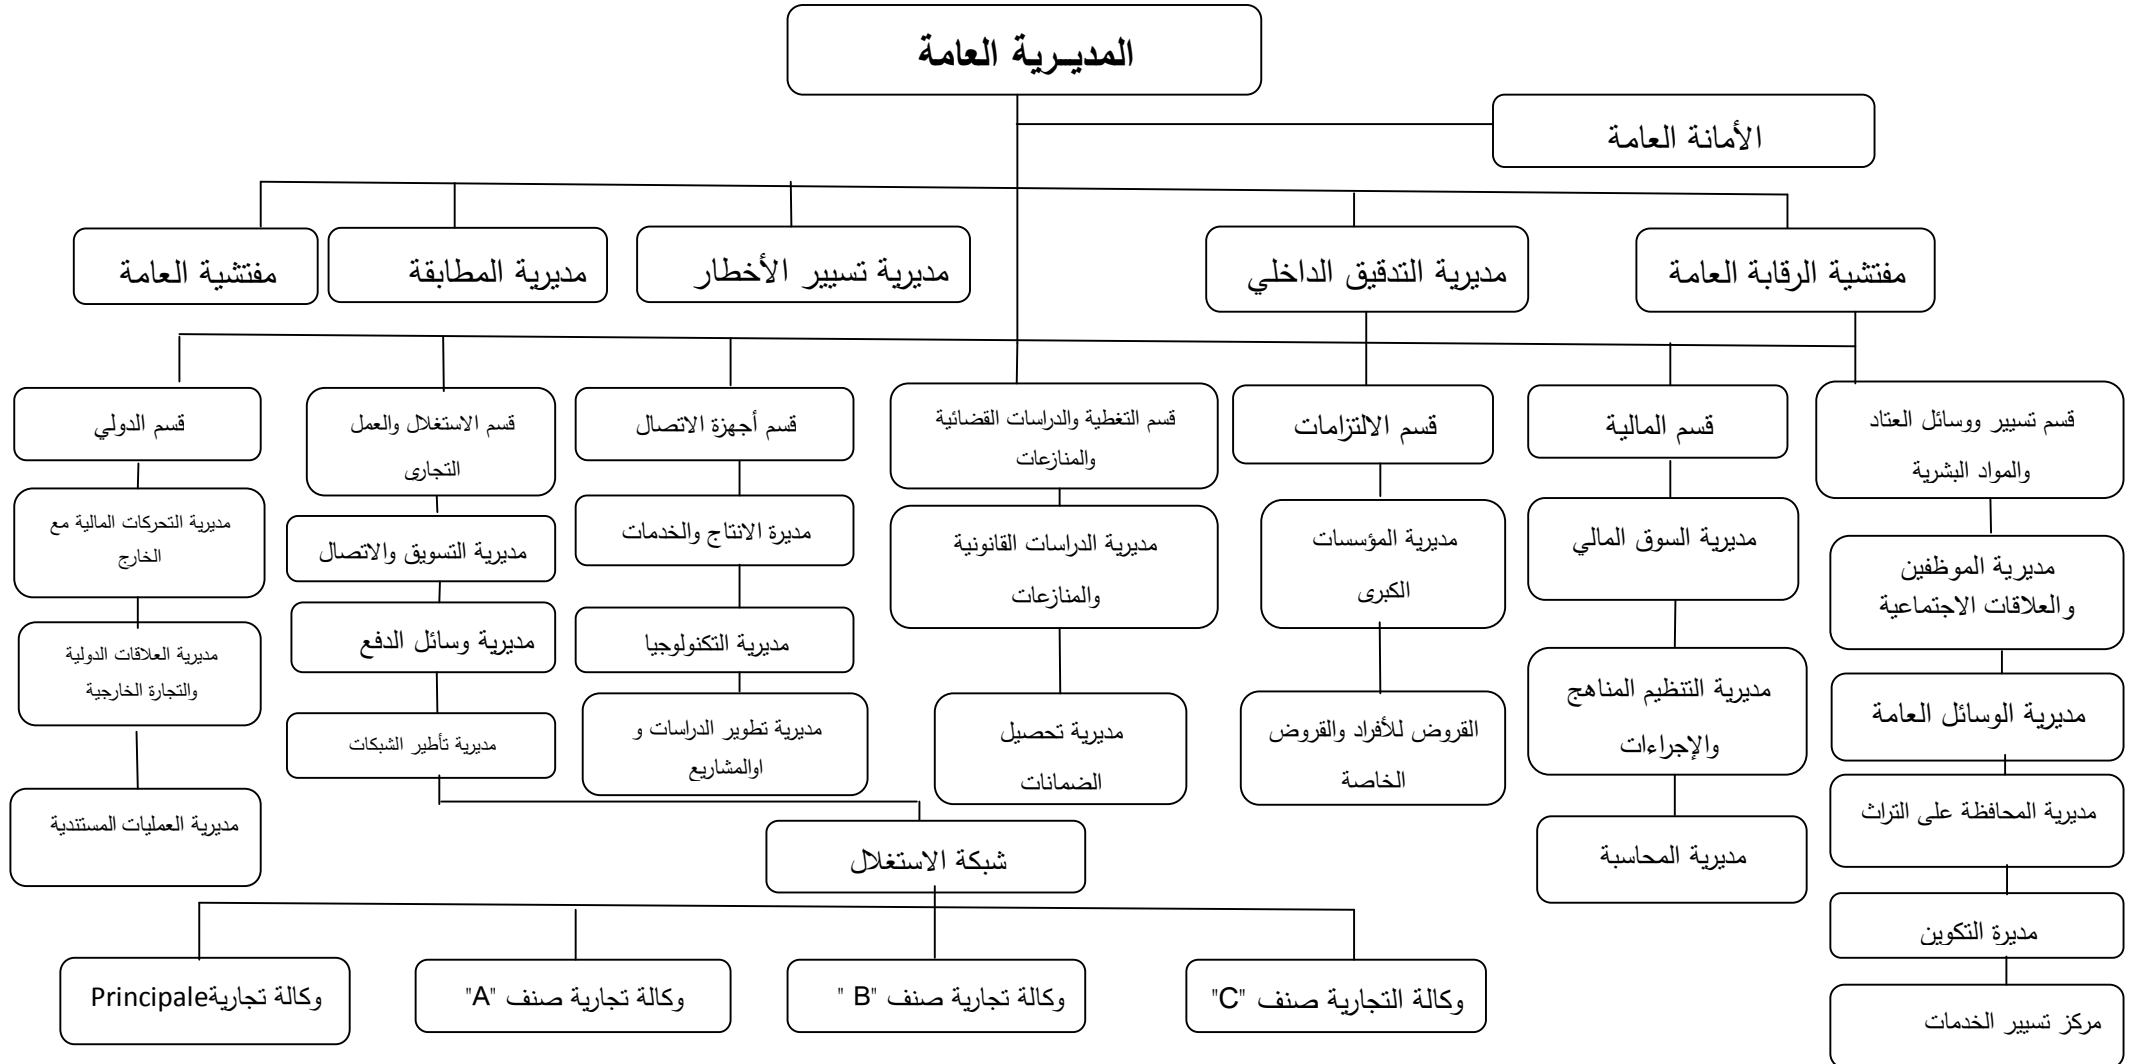 المديـرية العامة
الأمانة العامة
مفتشية الرقابة العامة
مديرية التدقيق الداخلي
مديرية تسيير الأخطار
مديرية المطابقة
مفتشية العامة
قسم تسيير ووسائل العتاد
والمواد البشرية
قسم المالية
قسم الالتزامات
قسم التغطية والدراسات القضائية
والمنازعات
قسم أجهزة الاتصال
قسم الاستغلال والعمل
التجاري
قسم الدولي
مديرية الموظفين
والعلاقات الاجتماعية
مديرية السوق المالي
مديرية المؤسسات
الكبرى
مديرية الدراسات القانونية
والمنازعات
مديرة الانتاج والخدمات
مديرية التسويق والاتصال
مديرية التحركات المالية مع
الخارج
مديرية الوسائل العامة
مديرية التنظيم المناهج
والإجراءات
القروض للأفراد والقروض
الخاصة
مديرية تحصيل
الضمانات
مديرية التكنولوجيا
مديرية وسائل الدفع
مديرية العلاقات الدولية
والتجارة الخارجية
مديرية المحافظة على التراث
مديرية المحاسبة
مديرية تطوير الدراسات و
اوالمشاريع
مديرية تأطير الشبكات
مديرية العمليات المستندية
مديرة التكوين
مركز تسيير الخدمات
شبكة الاستغلال
وكالة التجارية صنف "C"
وكالة تجارية صنف "B "
وكالة تجارية صنف "A"
وكالة تجاريةPrincipale